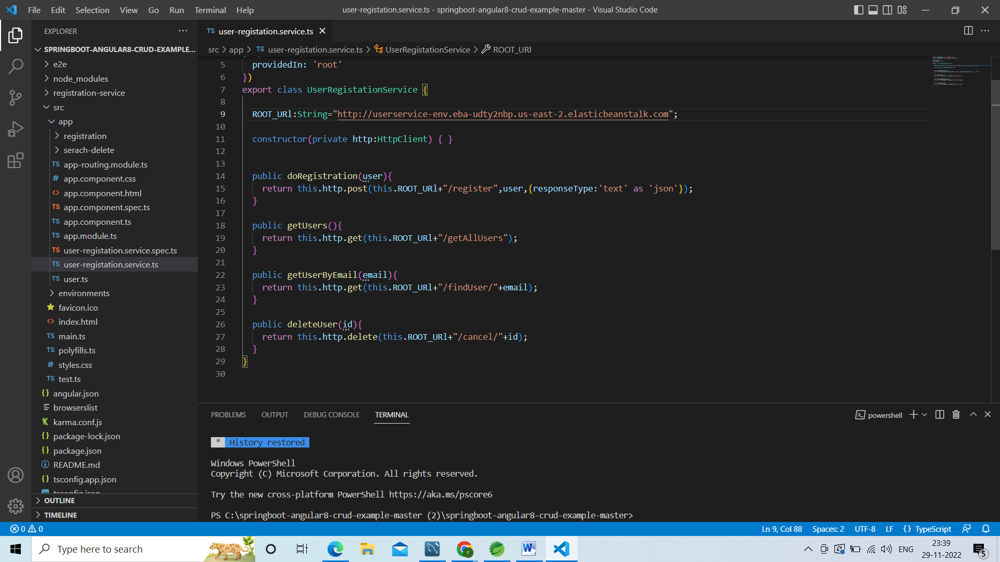 File Edit Selection View Go Run Terminal Help
user-registation.service.ts - springboot-angular8-crud-example-master - Visual Studio Code
EXPLORER
SPRINGBOOT-ANGULAR8-CRUD-EXAMPLE...
e2e
node_modules
registration-service
src
app
registration
serach-delete
TS app-routing.module.ts
# app.component.css
<> app.component.html
TS app.component.spec.ts
TS app.component.ts
TS app.module.ts
TS user-registation.service.spec.ts
TS user-registation.service.ts
TS user.ts
environments
favicon.ico
<> index.html
TS main.ts
TS polyfills.ts
# styles.css
TS test.ts
{} angular.json
browserslist
karma.conf.js
{} package-lock.json
{} package.json
README.md
{} tsconfig.app.json
tsconfig.json
OUTLINE
TIMELINE
TS user-registation.service.ts
src > app > TS user-registation.service.ts > UserRegistationService > ROOT_URl
5 providedIn: 'root'
6 })
7 export class UserRegistationService {
8
9 ROOT_URl:String="http://userservice-env.eba-udty2nbp.us-east-2.elasticbeanstalk.com";
10
11 constructor(private http:HttpClient) { }
12
13
14 public doRegistration(user){
15 return this.http.post(this.ROOT_URl+"/register",user,{responseType:'text' as 'json'});
16 }
17
18 public getUsers(){
19 return this.http.get(this.ROOT_URl+"/getAllUsers");
20 }
21
22 public getUserByEmail(email){
23 return this.http.get(this.ROOT_URl+"/findUser/"+email);
24 }
25
26 public deleteUser(id){
27 return this.http.delete(this.ROOT_URl+"/cancel/"+id);
28 }
29 }
30
PROBLEMS OUTPUT DEBUG CONSOLE TERMINAL
powershell
* History restored
Windows PowerShell
Copyright (C) Microsoft Corporation. All rights reserved.
Try the new cross-platform PowerShell https://aka.ms/pscore6
PS C:\springboot-angular8-crud-example-master (2)\springboot-angular8-crud-example-master>
0 0
Ln 9, Col 88 Spaces: 2 UTF-8 LF {} TypeScript
Type here to search
ENG
23:39
29-11-2022
5